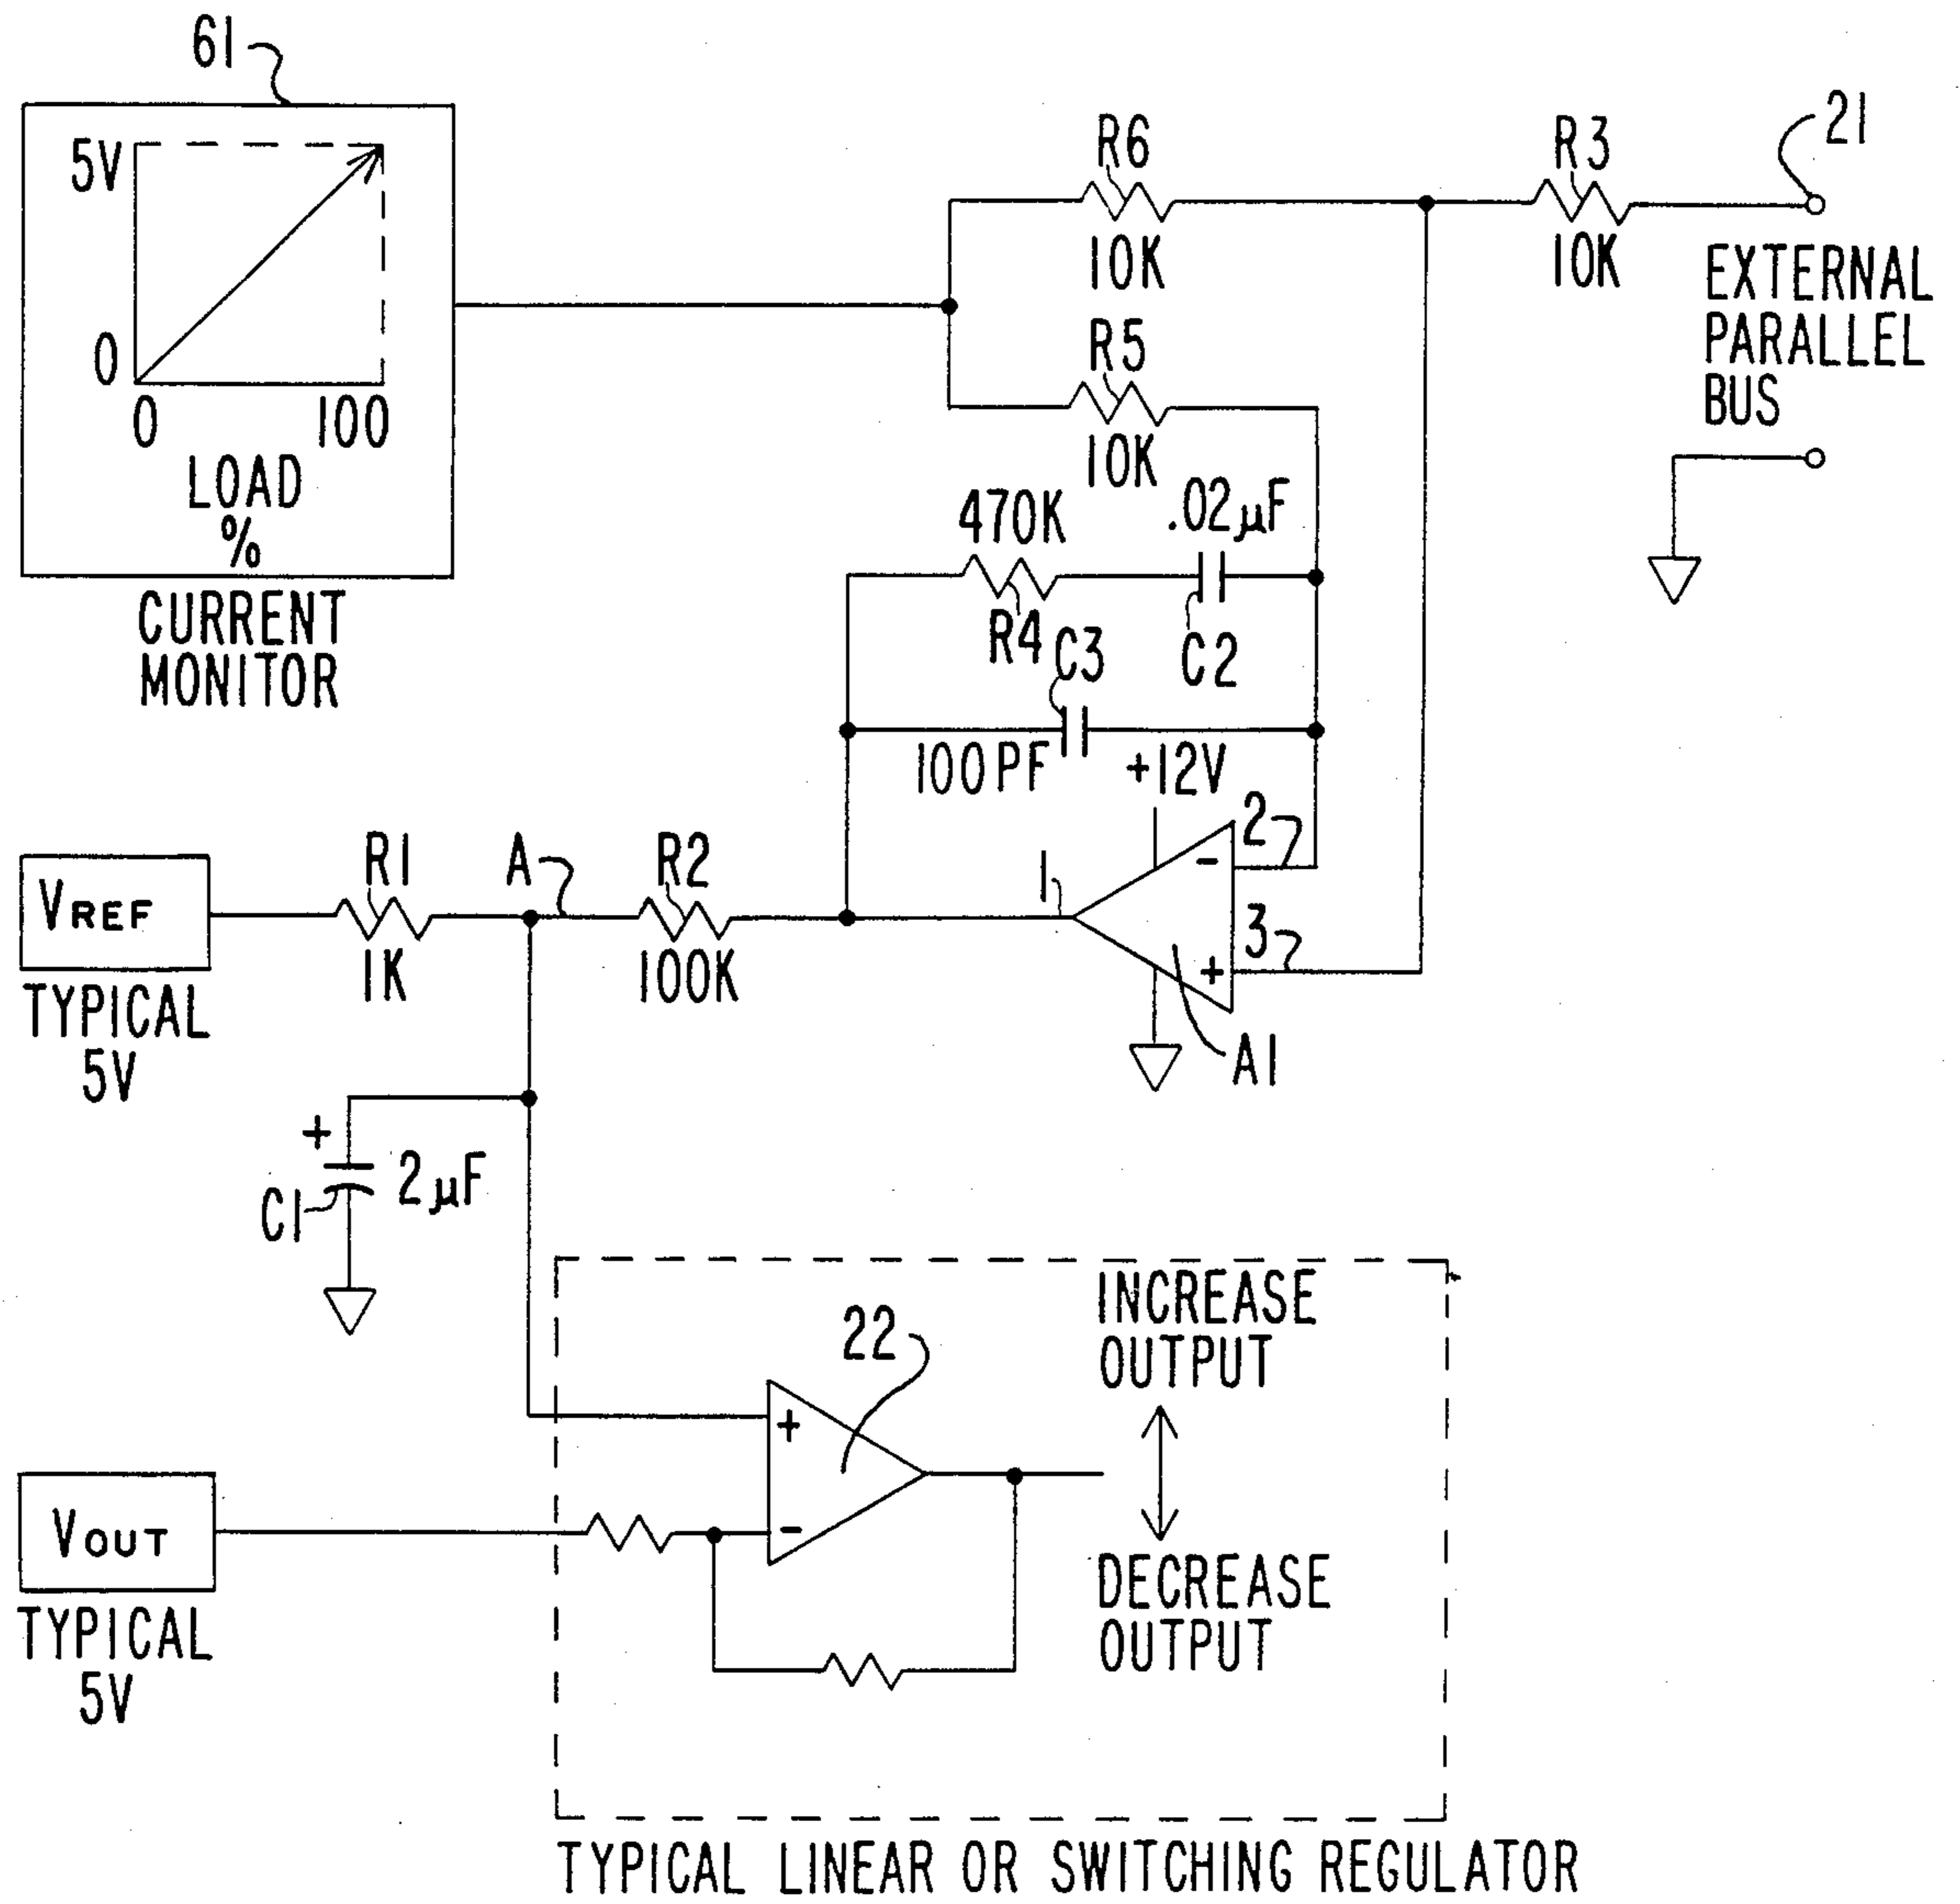 61
5V
0
0
100
LOAD
%
CURRENT
MONITOR
R6
10K
R3
10K
21
EXTERNAL
PARALLEL
BUS
R5
10K
470K
.02μF
R4
C3
C2
100PF
+12V
2
-
1
3
+
A1
VREF
TYPICAL
5V
R1
1K
A
R2
100K
+
2μF
C1
22
INCREASE
OUTPUT
+
-
DECREASE
OUTPUT
VOUT
TYPICAL
5V
TYPICAL LINEAR OR SWITCHING REGULATOR